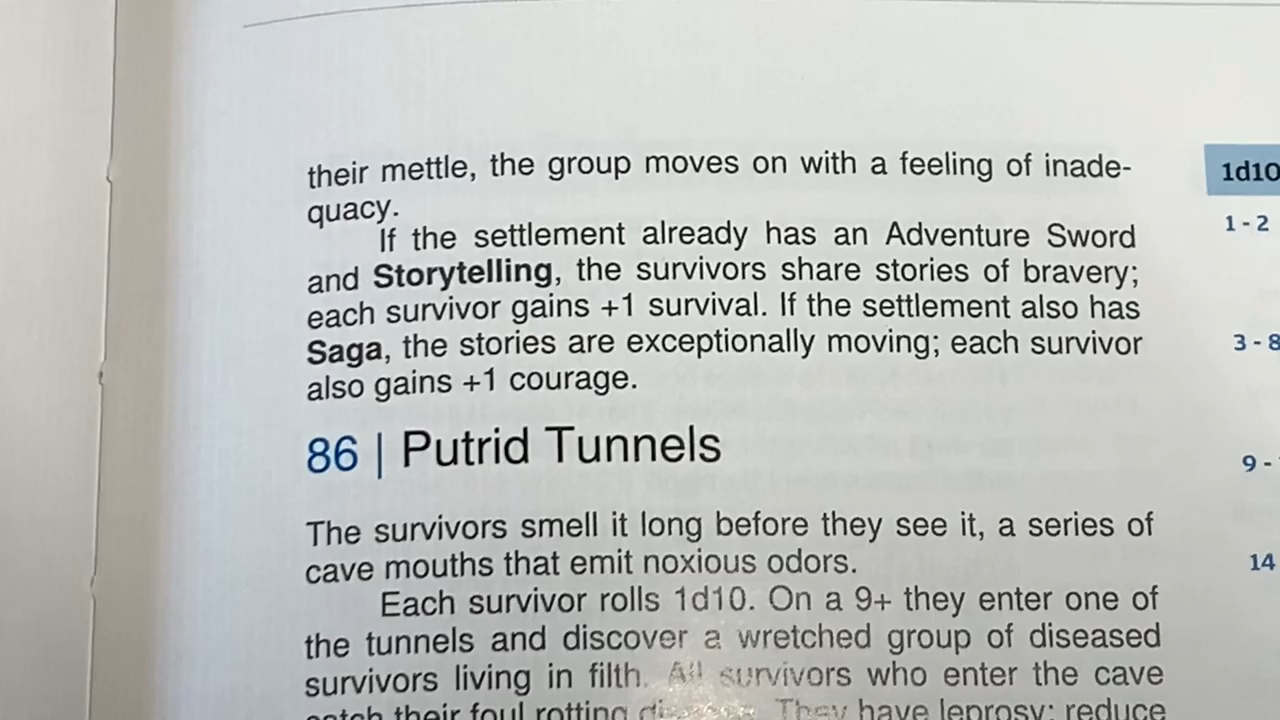 their mettle, the group moves on with a feeling of inade-
quacy.
If the settlement already has an Adventure Sword
and Storytelling, the survivors share stories of bravery;
each survivor gains +1 survival. If the settlement also has
Saga, the stories are exceptionally moving; each survivor
also gains +1 courage.
86 | Putrid Tunnels
The survivors smell it long before they see it, a series of
cave mouths that emit noxious odors.
Each survivor rolls 1d10. On a 9+ they enter one of
the tunnels and discover a wretched group of diseased
survivors living in filth. All survivors who enter the cave
catch their foul rotting disease. They have leprosy; reduce
1d10
1 - 2
3 - 8
9 -
14